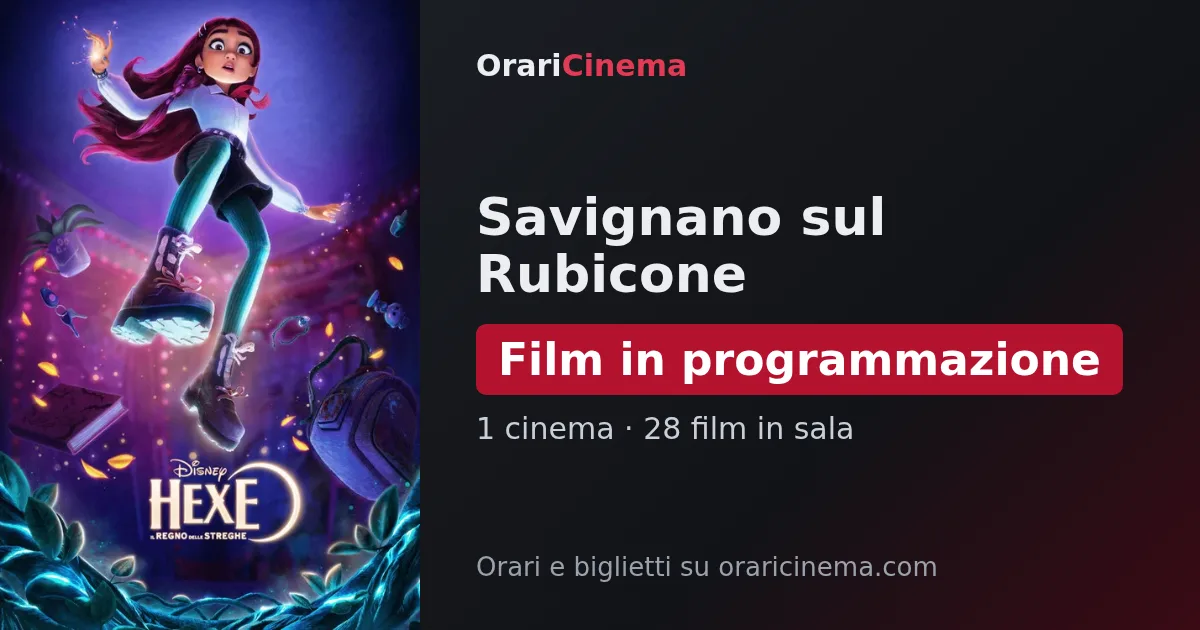 OrariCinema
Savignano sul
Rubicone
Film in programmazione
1 cinema · 28 film in sala
Orari e biglietti su oraricinema.com
Disney
HEXE
IL REGNO DELLE STREGHE